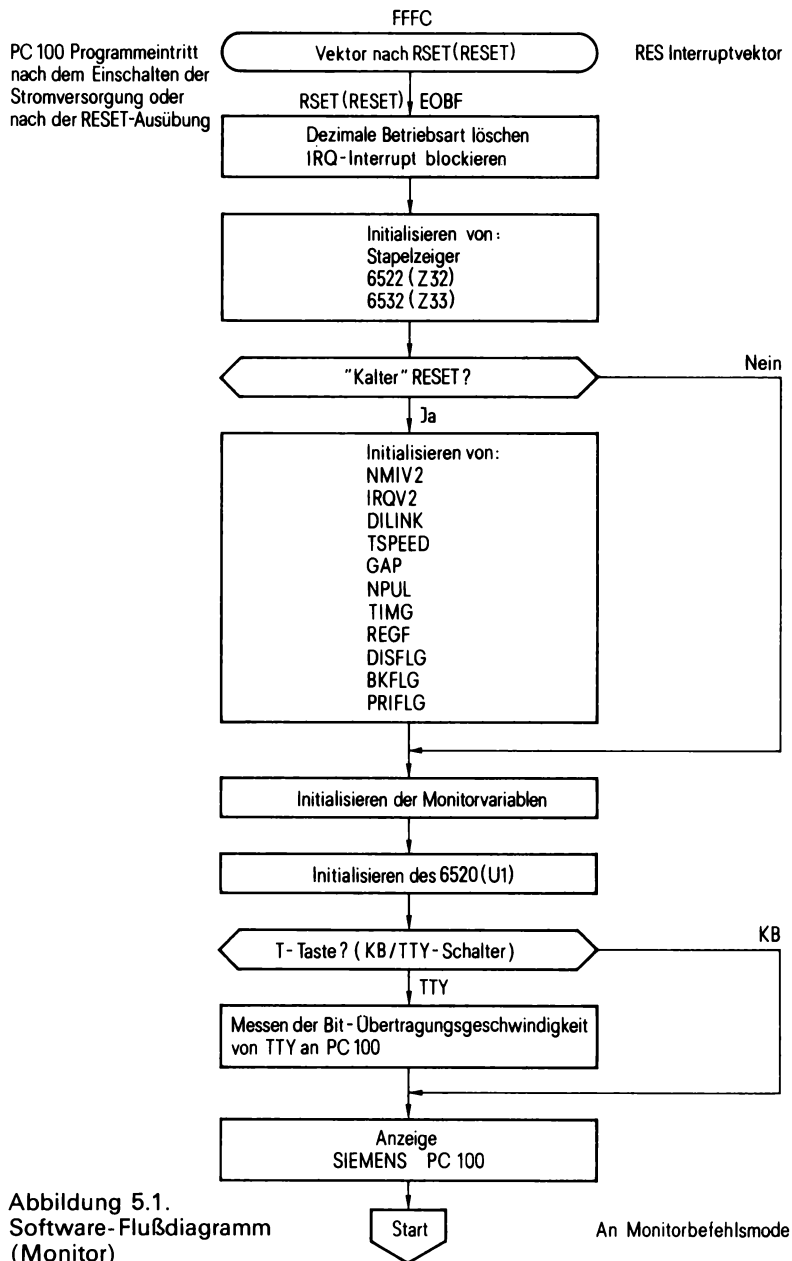 FFFC
PC 100 Programmeintritt
nach dem Einschalten der
Stromversorgung oder
nach der RESET-Ausübung
Vektor nach RSET(RESET)
RES Interruptvektor
RSET(RESET) EOBF
Dezimale Betriebsart löschen
IRQ-Interrupt blockieren
Initialisieren von:
Stapelzeiger
6522 (Z32)
6532 (Z33)
"Kalter" RESET?
Nein
Ja
Initialisieren von:
NMIV2
IRQV2
DILINK
TSPEED
GAP
NPUL
TIMG
REGF
DISFLG
BKFLG
PRIFLG
Initialisieren der Monitorvariablen
Initialisieren des 6520(U1)
T-Taste? (KB/TTY-Schalter)
KB
TTY
Messen der Bit-Übertragungsgeschwindigkeit
von TTY an PC 100
Anzeige
SIEMENS PC 100
Abbildung 5.1.
Software-Flußdiagramm
(Monitor)
Start
An Monitorbefehlsmode